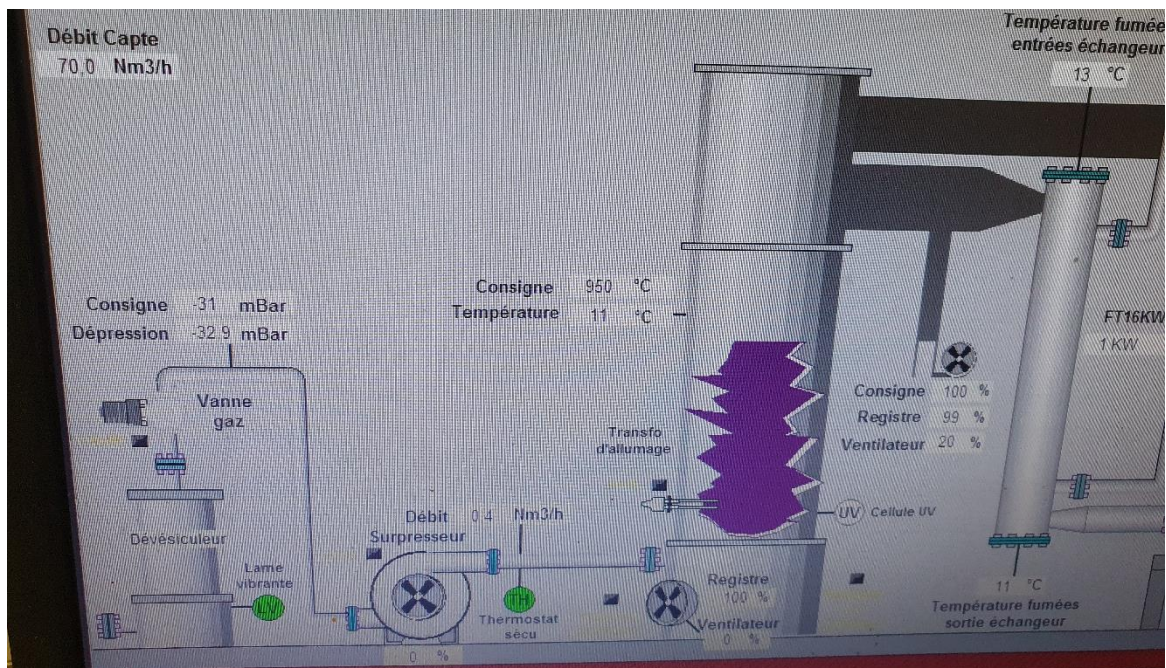 Débit Capte
70,0 Nm3/h
Température fumée
entrées échangeur
13 °C
Consigne -31 mBar
Dépression -32.9 mBar
Consigne 950 °C
Température 11 °C
Vanne
gaz
FT16KW
1 KW
Consigne 100 %
Registre 99 %
Ventilateur 20 %
Transfo
d'allumage
UV Cellule UV
Débit 0.4 Nm3/h
Surpresseur
Dévésiculeur
Lame
vibrante
LV
TH
Thermostat
sécu
Registre
100 %
Ventilateur
0 %
0 %
11 °C
Température fumées
sortie échangeur